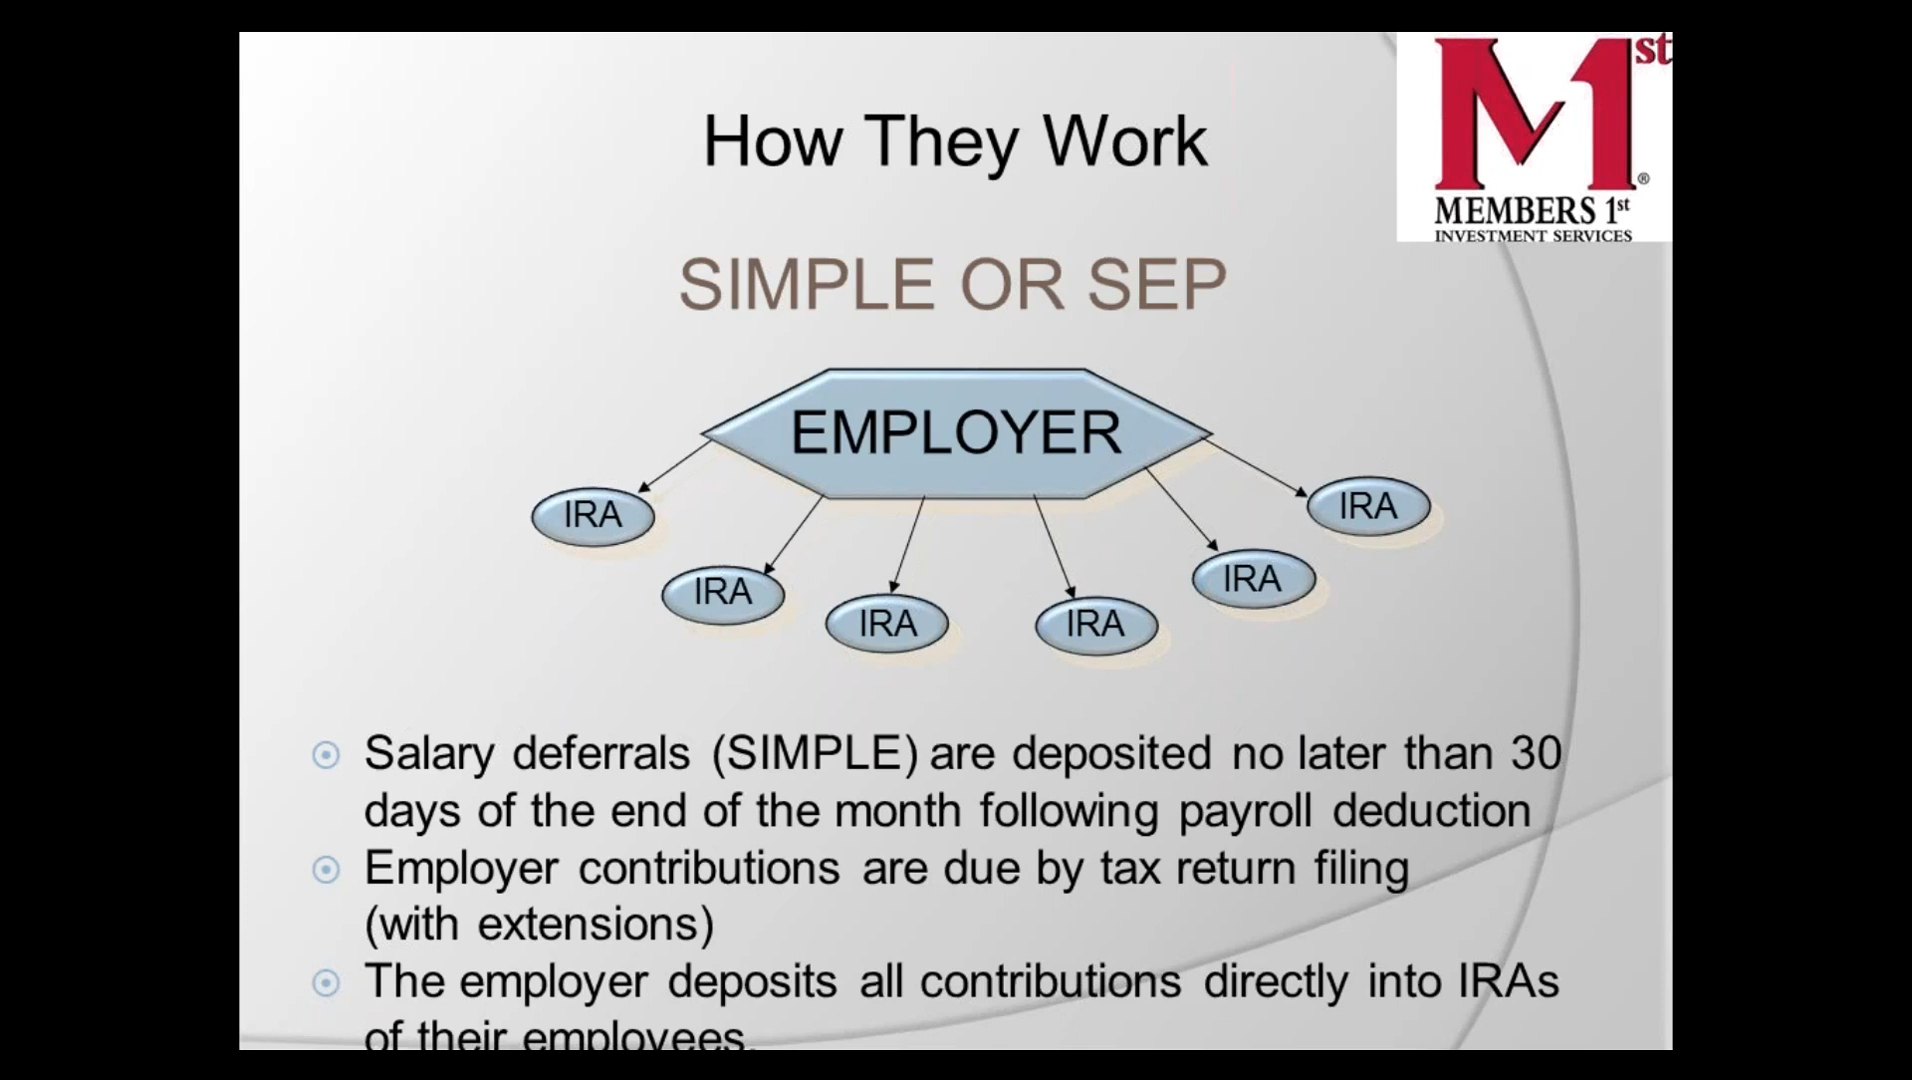 st
M1
®
MEMBERS 1st
INVESTMENT SERVICES
How They Work
SIMPLE OR SEP
EMPLOYER
IRA
IRA
IRA
IRA
IRA
IRA
Salary deferrals (SIMPLE) are deposited no later than 30
days of the end of the month following payroll deduction
Employer contributions are due by tax return filing
(with extensions)
The employer deposits all contributions directly into IRAs
of their employees.